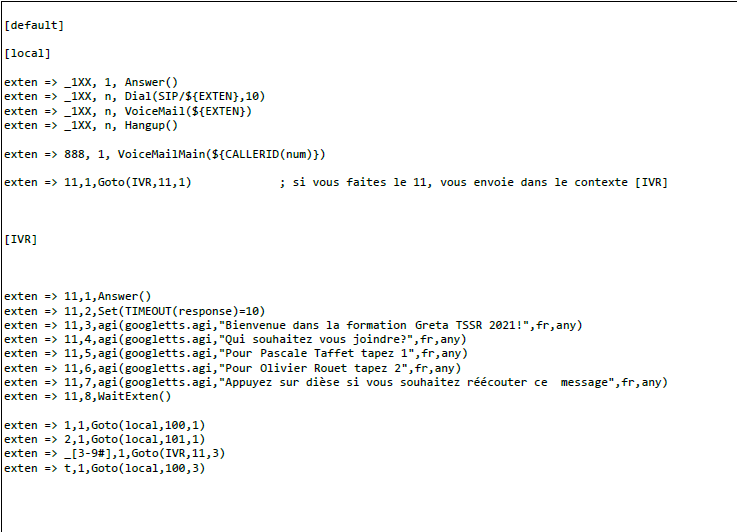 [default]
[local]
exten => _1XX, 1, Answer()
exten => _1XX, n, Dial(SIP/${EXTEN},10)
exten => _1XX, n, VoiceMail(${EXTEN})
exten => _1XX, n, Hangup()
exten => 888, 1, VoiceMailMain(${CALLERID(num)})
exten => 11,1,Goto(IVR,11,1) ; si vous faites le 11, vous envoie dans le contexte [IVR]
[IVR]
exten => 11,1,Answer()
exten => 11,2,Set(TIMEOUT(response)=10)
exten => 11,3,agi(googletts.agi,"Bienvenue dans la formation Greta TSSR 2021!",fr,any)
exten => 11,4,agi(googletts.agi,"Qui souhaitez vous joindre?",fr,any)
exten => 11,5,agi(googletts.agi,"Pour Pascale Taffet tapez 1",fr,any)
exten => 11,6,agi(googletts.agi,"Pour Olivier Rouet tapez 2",fr,any)
exten => 11,7,agi(googletts.agi,"Appuyez sur dièse si vous souhaitez réécouter ce  message",fr,any)
exten => 11,8,WaitExten()
exten => 1,1,Goto(local,100,1)
exten => 2,1,Goto(local,101,1)
exten => _[3-9#],1,Goto(IVR,11,3)
exten => t,1,Goto(local,100,3)